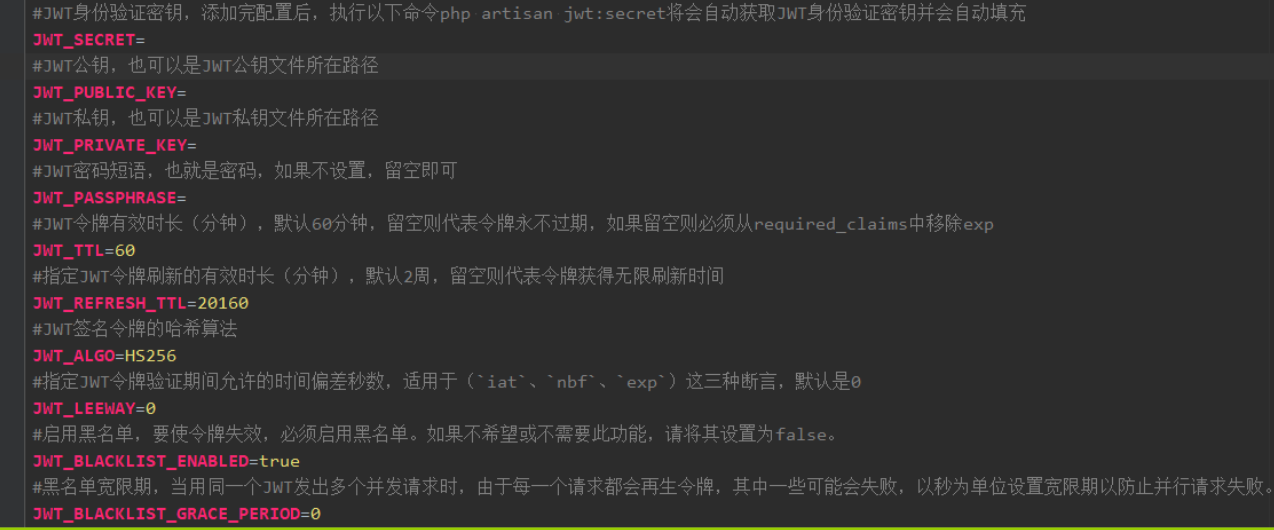 #JWT身份验证密钥，添加完配置后，执行以下命令php artisan jwt:secret将会自动获取JWT身份验证密钥并会自动填充
JWT_SECRET=
#JWT公钥，也可以是JWT公钥文件所在路径
JWT_PUBLIC_KEY=
#JWT私钥，也可以是JWT私钥文件所在路径
JWT_PRIVATE_KEY=
#JWT密码短语，也就是密码，如果不设置，留空即可
JWT_PASSPHRASE=
#JWT令牌有效时长（分钟），默认60分钟，留空则代表令牌永不过期，如果留空则必须从required_claims中移除exp
JWT_TTL=60
#指定JWT令牌刷新的有效时长（分钟），默认2周，留空则代表令牌获得无限刷新时间
JWT_REFRESH_TTL=20160
#JWT签名令牌的哈希算法
JWT_ALGO=HS256
#指定JWT令牌验证期间允许的时间偏差秒数，适用于（`iat`、`nbf`、`exp`）这三种断言，默认是0
JWT_LEEWAY=0
#启用黑名单，要使令牌失效，必须启用黑名单。如果不希望或不需要此功能，请将其设置为false。
JWT_BLACKLIST_ENABLED=true
#黑名单宽限期，当用同一个JWT发出多个并发请求时，由于每一个请求都会再生令牌，其中一些可能会失败，以秒为单位设置宽限期以防止并行请求失败。
JWT_BLACKLIST_GRACE_PERIOD=0